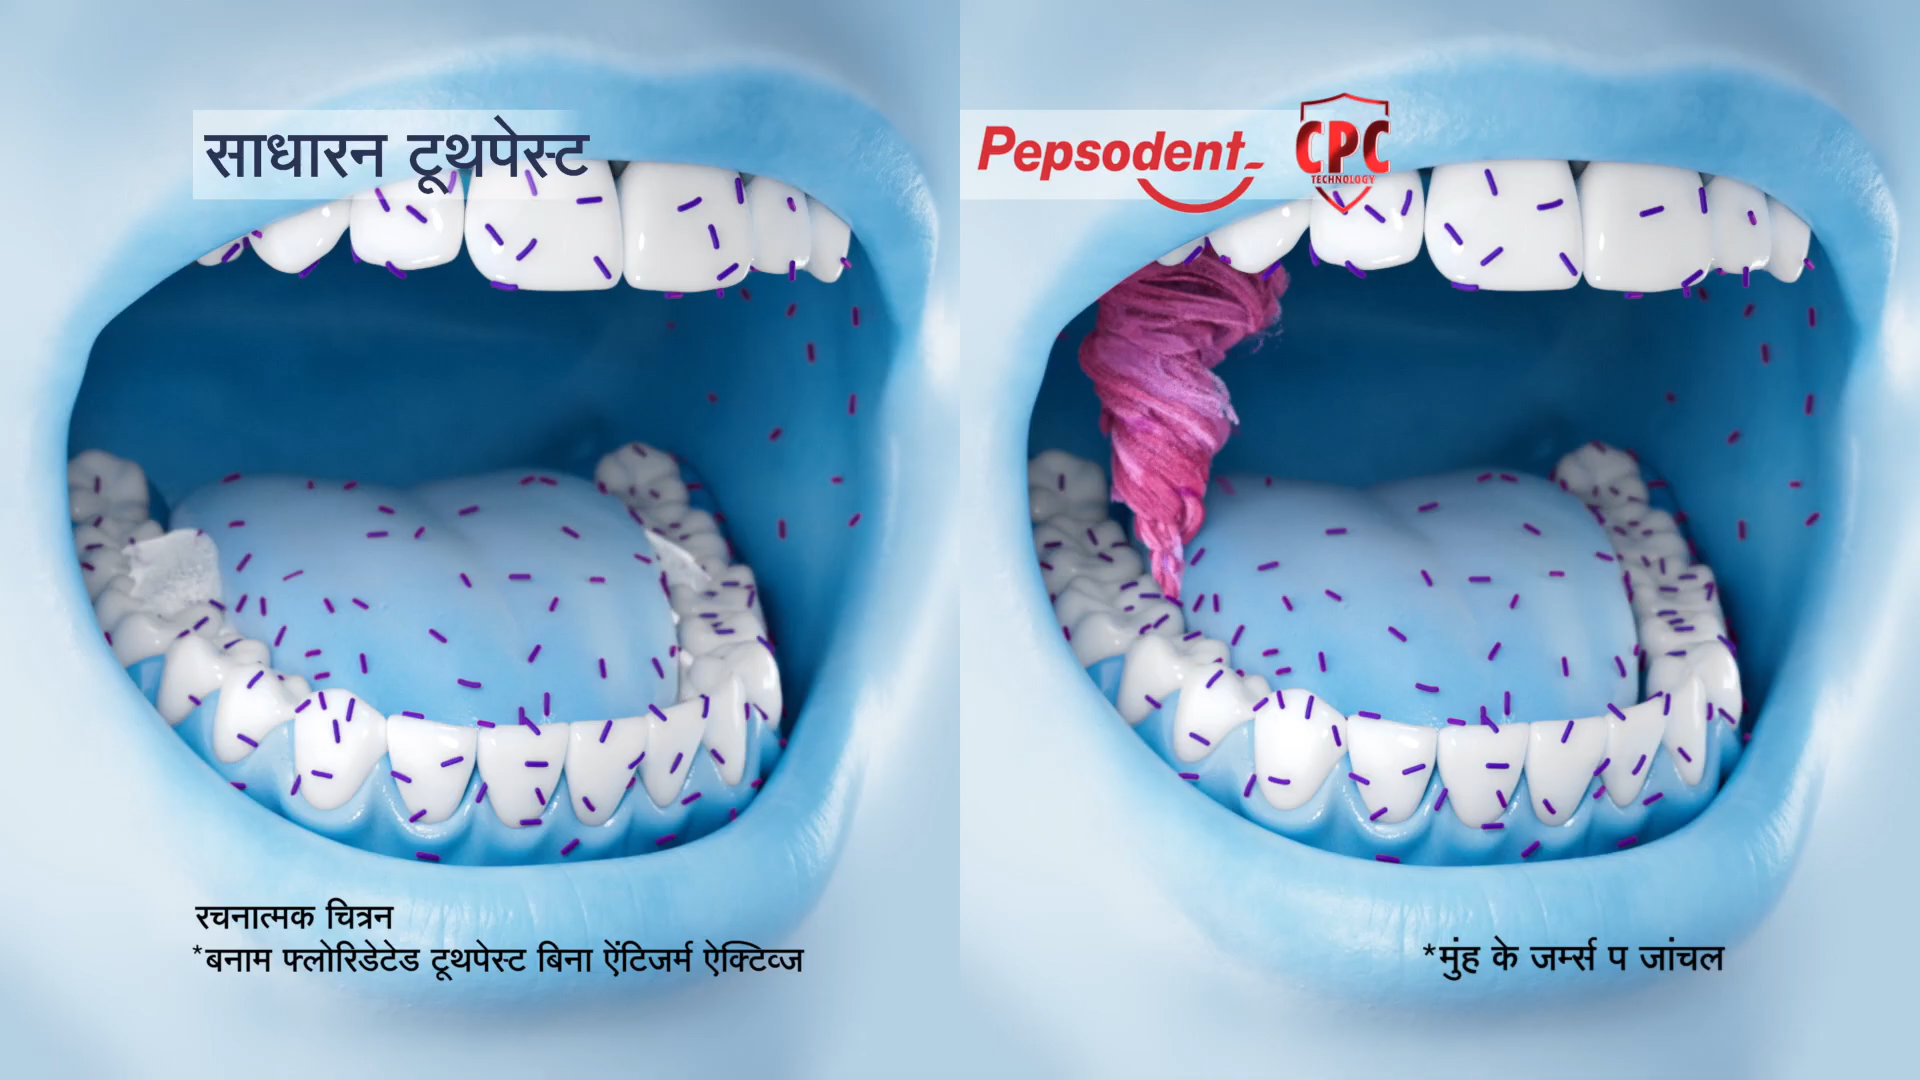 साधारन टूथपेस्ट
Pepsodent
CPC
TECHNOLOGY
रचनात्मक चित्रन
*बनाम फ्लोरिडेटेड टूथपेस्ट बिना ऐंटिजर्म ऐक्टिव्ज
*मुंह के जर्म्स प जांचल